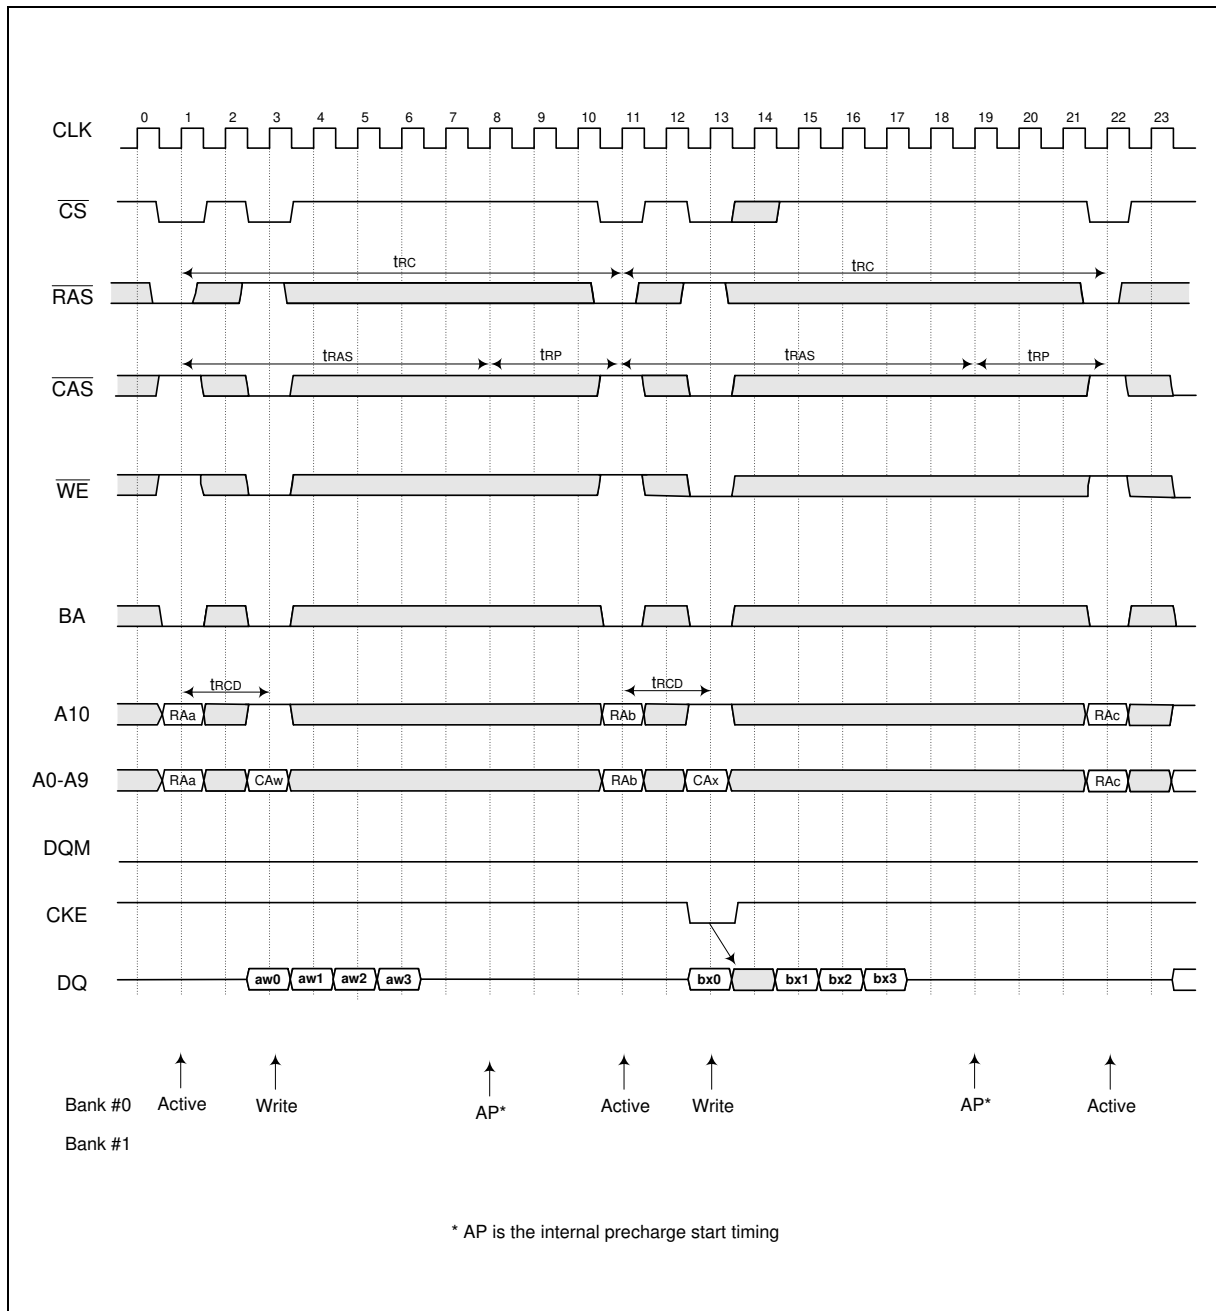 0 1 2 3 4 5 6 7 8 9 10 11 12 13 14 15 16 17 18 19 20 21 22 23
CLK
CS
tRC tRC
RAS
tRAS tRP tRAS tRP
CAS
WE
BA
tRCD tRCD
A10 RAa RAb RAc
A0-A9 RAa CAw RAb CAx RAc
DQM
CKE
DQ aw0 aw1 aw2 aw3 bx0 bx1 bx2 bx3
Bank #0 Active Write AP* Active Write AP* Active
Bank #1
* AP is the internal precharge start timing